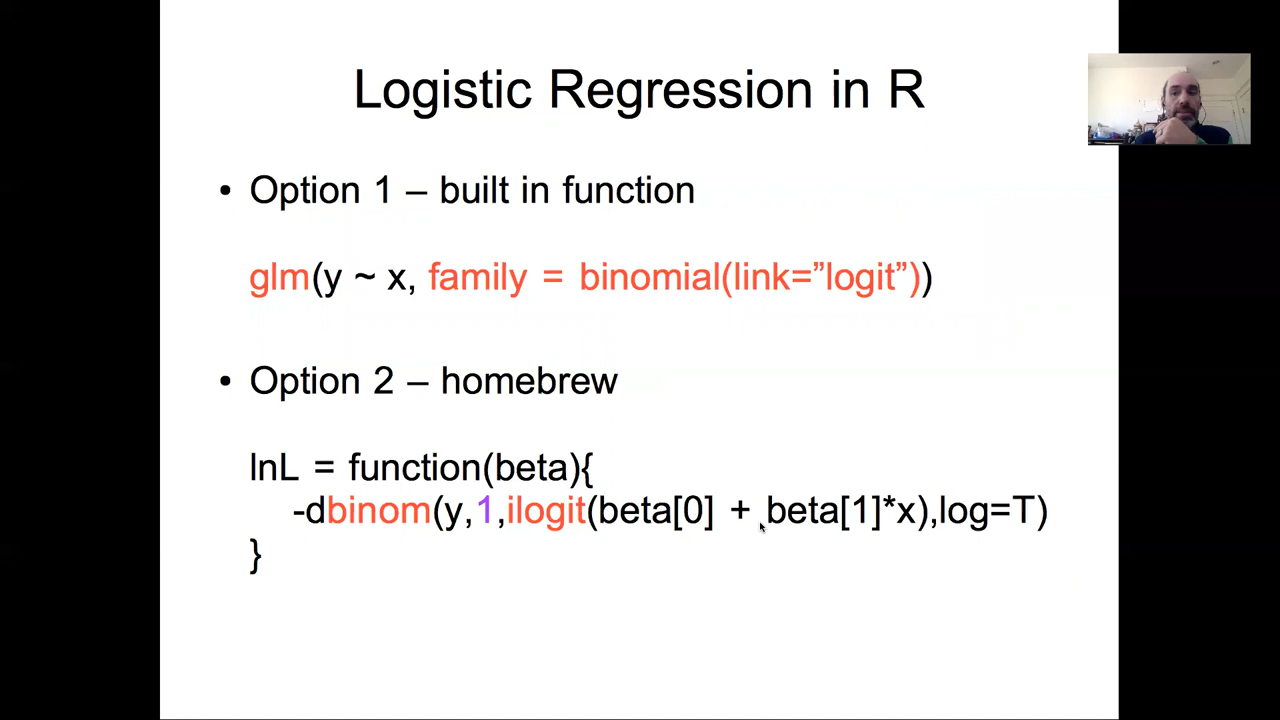 Logistic Regression in R
• Option 1 – built in function
glm(y ~ x, family = binomial(link=”logit”))
• Option 2 – homebrew
lnL = function(beta){
-dbinom(y,1,ilogit(beta[0] + beta[1]*x),log=T)
}